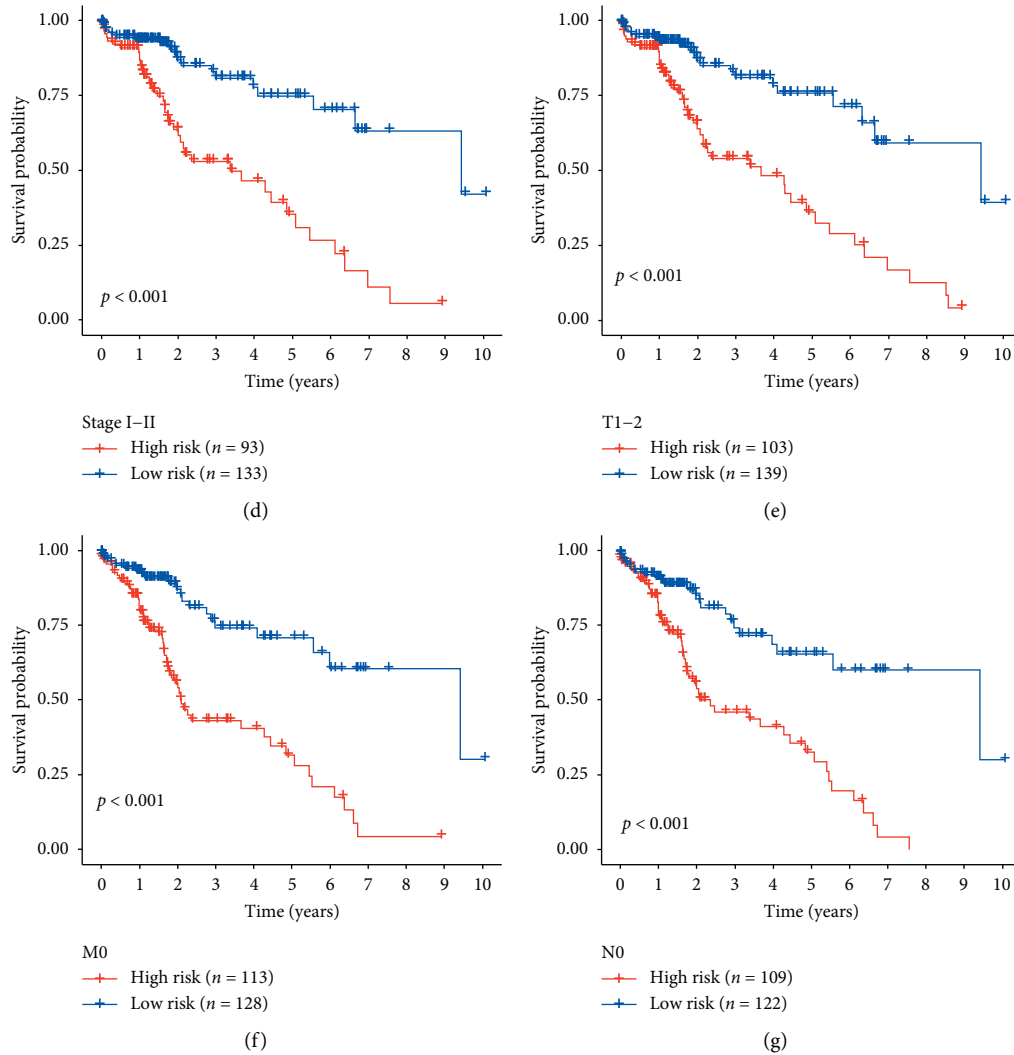 Survival probability
1.00
0.75
0.50
0.25
0.00
p < 0.001
0 1 2 3 4 5 6 7 8 9 10
Time (years)
Stage I–II
High risk (n = 93)
Low risk (n = 133)
(d)
Survival probability
1.00
0.75
0.50
0.25
0.00
p < 0.001
0 1 2 3 4 5 6 7 8 9 10
Time (years)
T1–2
High risk (n = 103)
Low risk (n = 139)
(e)
Survival probability
1.00
0.75
0.50
0.25
0.00
p < 0.001
0 1 2 3 4 5 6 7 8 9 10
Time (years)
M0
High risk (n = 113)
Low risk (n = 128)
(f)
Survival probability
1.00
0.75
0.50
0.25
0.00
p < 0.001
0 1 2 3 4 5 6 7 8 9 10
Time (years)
N0
High risk (n = 109)
Low risk (n = 122)
(g)